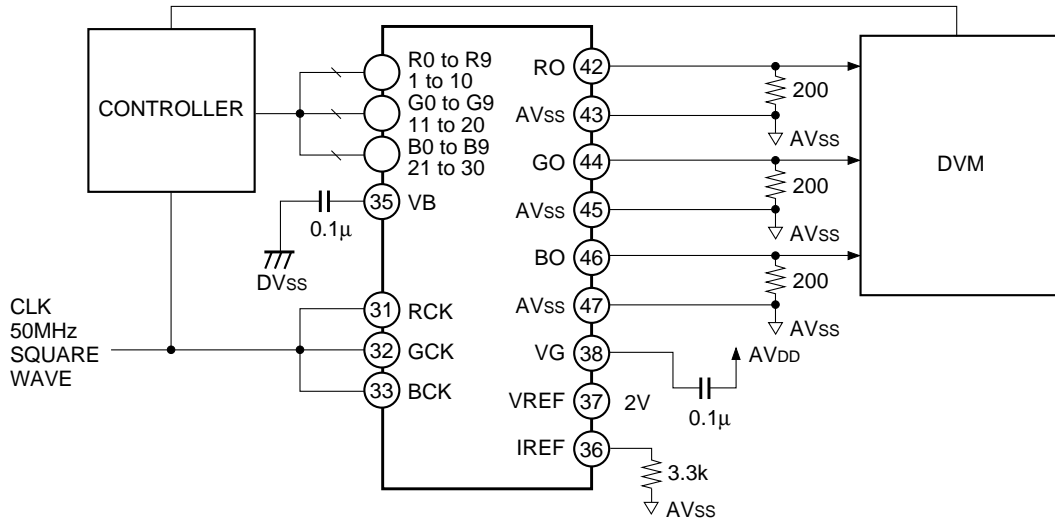 CONTROLLER
R0 to R9
1 to 10
G0 to G9
11 to 20
B0 to B9
21 to 30
35
VB
0.1μ
DVSS
CLK
50MHz
SQUARE
WAVE
31
RCK
32
GCK
33
BCK
RO
42
AVSS
43
GO
44
AVSS
45
BO
46
AVSS
47
VG
38
VREF
37
2V
IREF
36
200
AVSS
200
AVSS
200
AVSS
AVDD
0.1μ
3.3k
AVSS
DVM